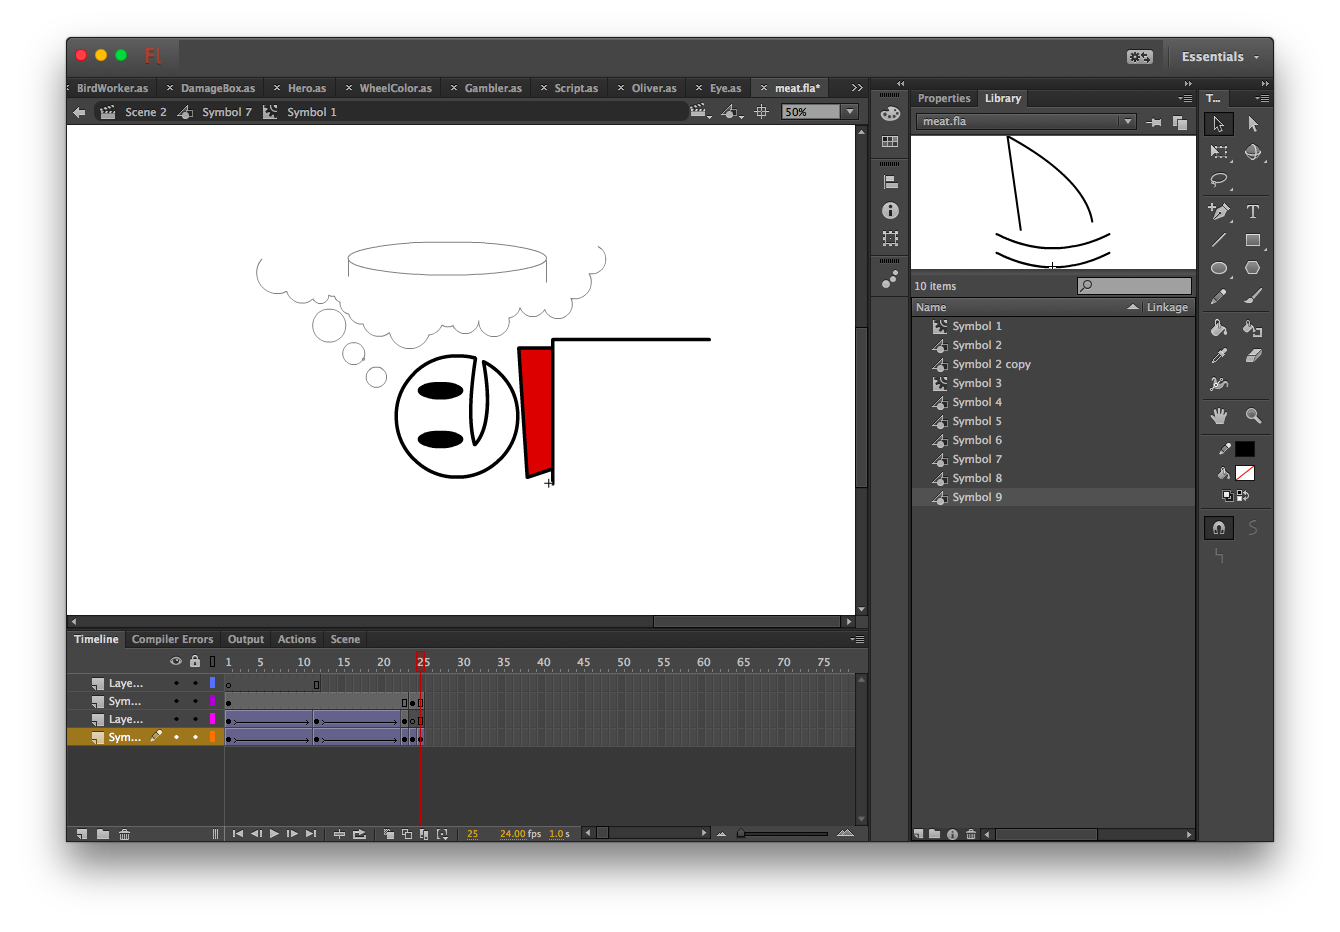 Fl
Essentials
BirdWorker.as DamageBox.as Hero.as WheelColor.as Gambler.as Script.as Oliver.as Eye.as meat.fla*
Scene 2 Symbol 7 Symbol 1 50%
Properties Library T...
meat.fla
10 items
Name Linkage
Symbol 1
Symbol 2
Symbol 2 copy
Symbol 3
Symbol 4
Symbol 5
Symbol 6
Symbol 7
Symbol 8
Symbol 9
Timeline Compiler Errors Output Actions Scene
1 5 10 15 20 25 30 35 40 45 50 55 60 65 70 75
Laye...
Sym...
Laye...
Sym...
25 24.00 fps 1.0 s